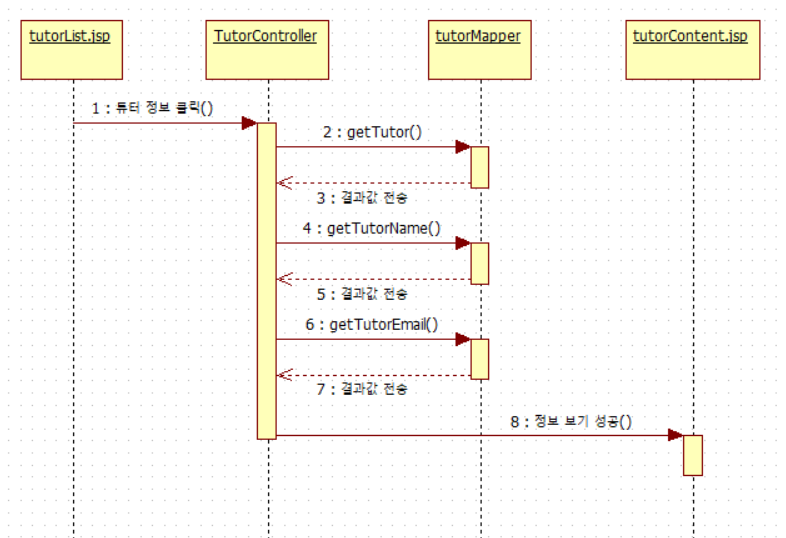 tutorList.jsp
TutorController
tutorMapper
tutorContent.jsp
1 : 튜터 정보 클릭()
2 : getTutor()
3 : 결과값 전송
4 : getTutorName()
5 : 결과값 전송
6 : getTutorEmail()
7 : 결과값 전송
8 : 정보 보기 성공()